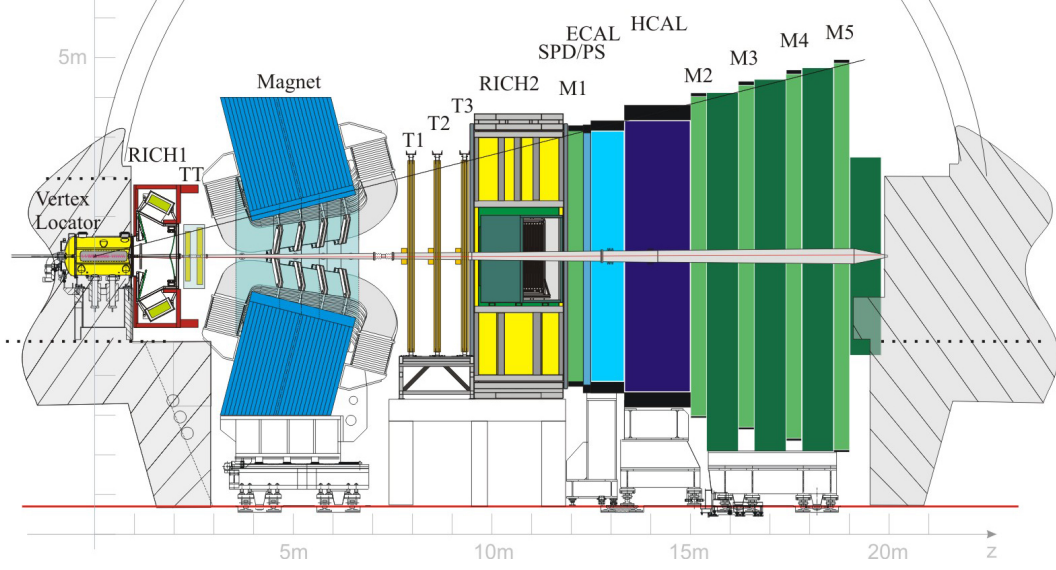 5m
ECAL
HCAL
SPD/PS
M4
M5
M3
M2
Magnet
RICH2
M1
T3
T2
T1
RICH1
TT
Vertex
Locator
5m
10m
15m
20m
z